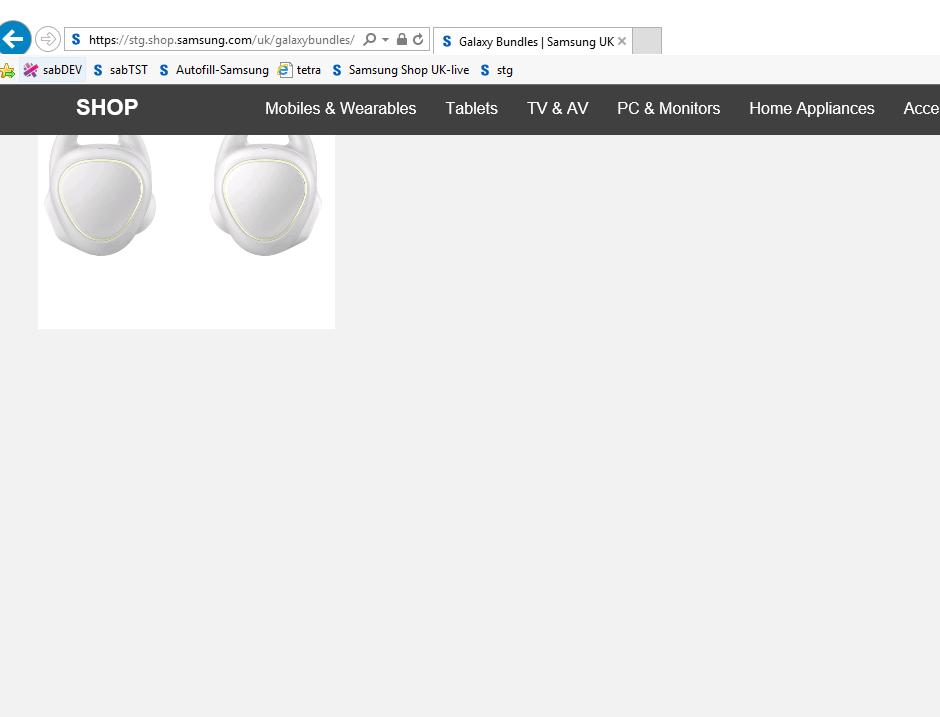 https://stg.shop.samsung.com/uk/galaxybundles/
Galaxy Bundles | Samsung UK
sabDEV
sabTST
Autofill-Samsung
tetra
Samsung Shop UK-live
stg
SHOP
Mobiles & Wearables
Tablets
TV & AV
PC & Monitors
Home Appliances
Acce